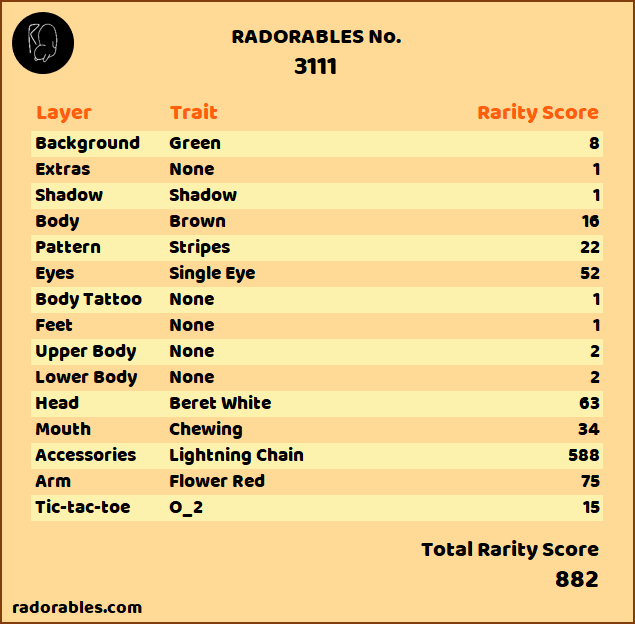 RADORABLES No.
3111
Layer Trait Rarity Score
Background Green 8
Extras None 1
Shadow Shadow 1
Body Brown 16
Pattern Stripes 22
Eyes Single Eye 52
Body Tattoo None 1
Feet None 1
Upper Body None 2
Lower Body None 2
Head Beret White 63
Mouth Chewing 34
Accessories Lightning Chain 588
Arm Flower Red 75
Tic-tac-toe O_2 15
Total Rarity Score
882
radorables.com